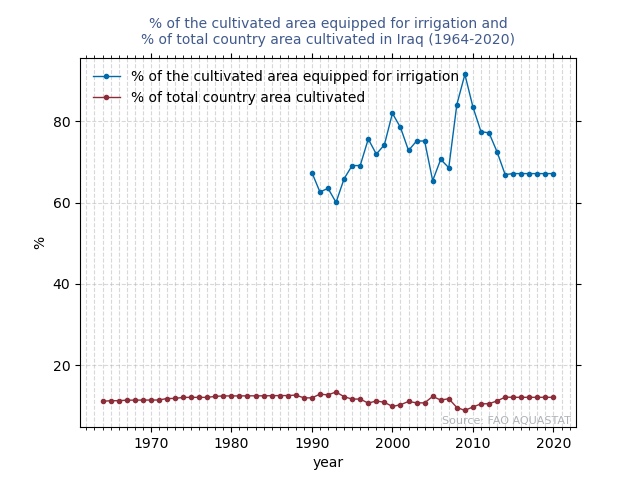 % of the cultivated area equipped for irrigation and
% of total country area cultivated in Iraq (1964-2020)
% of the cultivated area equipped for irrigation
% of total country area cultivated
80
60
40
20
%
Source: FAO AQUASTAT
1970 1980 1990 2000 2010 2020
year